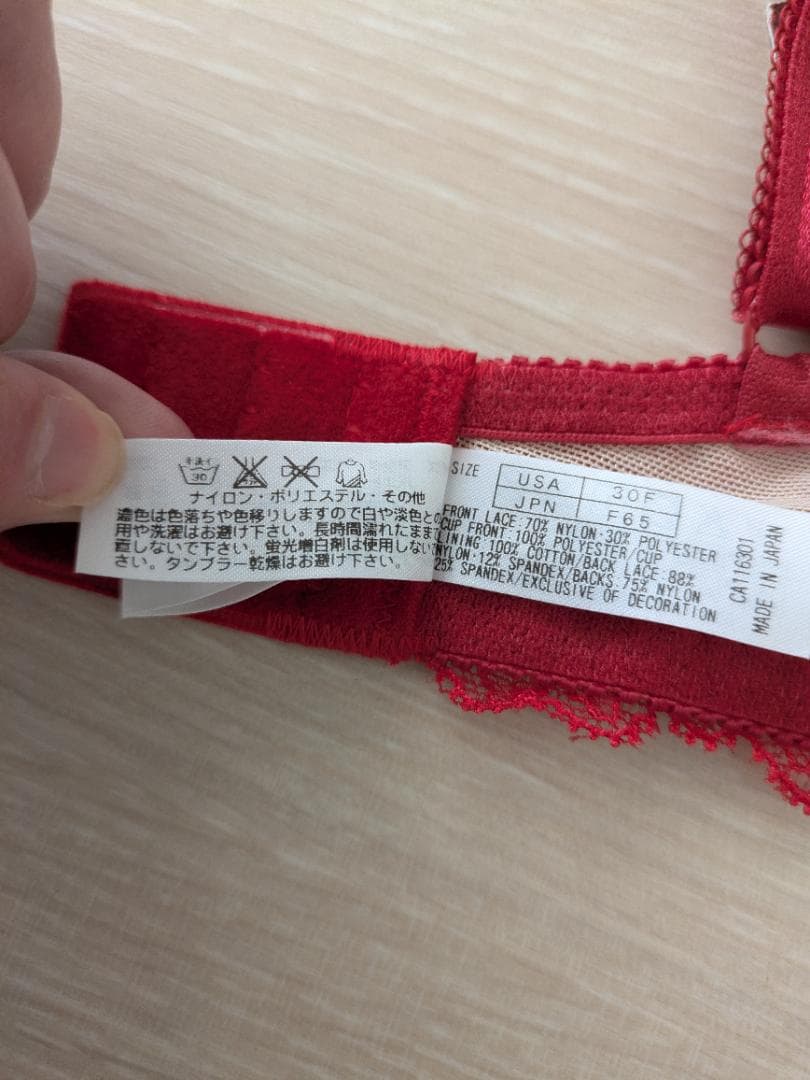 手洗イ
30
ナイロン・ポリエステル・その他
濃色は色落ちや色移りしますので白や淡色との
用や洗濯はお避け下さい。長時間濡れたまま
直しないで下さい。蛍光増白剤は使用しない
さい。タンブラー乾燥はお避け下さい。
SIZE
USA 30F
JPN F65
FRONT LACE:70% NYLON·30% POLYESTER
CUP FRONT:100% POLYESTER/CUP
LINING 100% COTTON/BACK LACE 88%
NYLON·12% SPANDEX/BACKS 75% NYLON
25% SPANDEX/EXCLUSIVE OF DECORATION
CA116301
MADE IN JAPAN